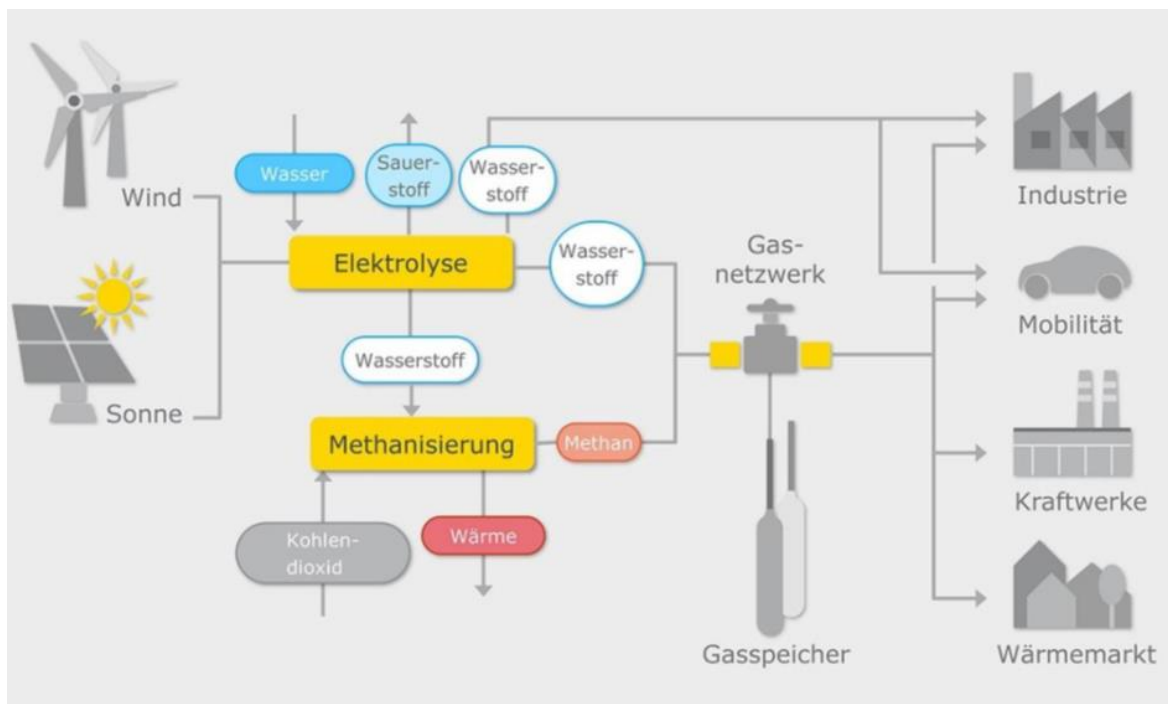 Wind
Sonne
Wasser
Sauer-
stoff
Wasser-
stoff
Elektrolyse
Wasser-
stoff
Wasserstoff
Methanisierung
Methan
Kohlen-
dioxid
Wärme
Gas-
netzwerk
Gasspeicher
Industrie
Mobilität
Kraftwerke
Wärmemarkt